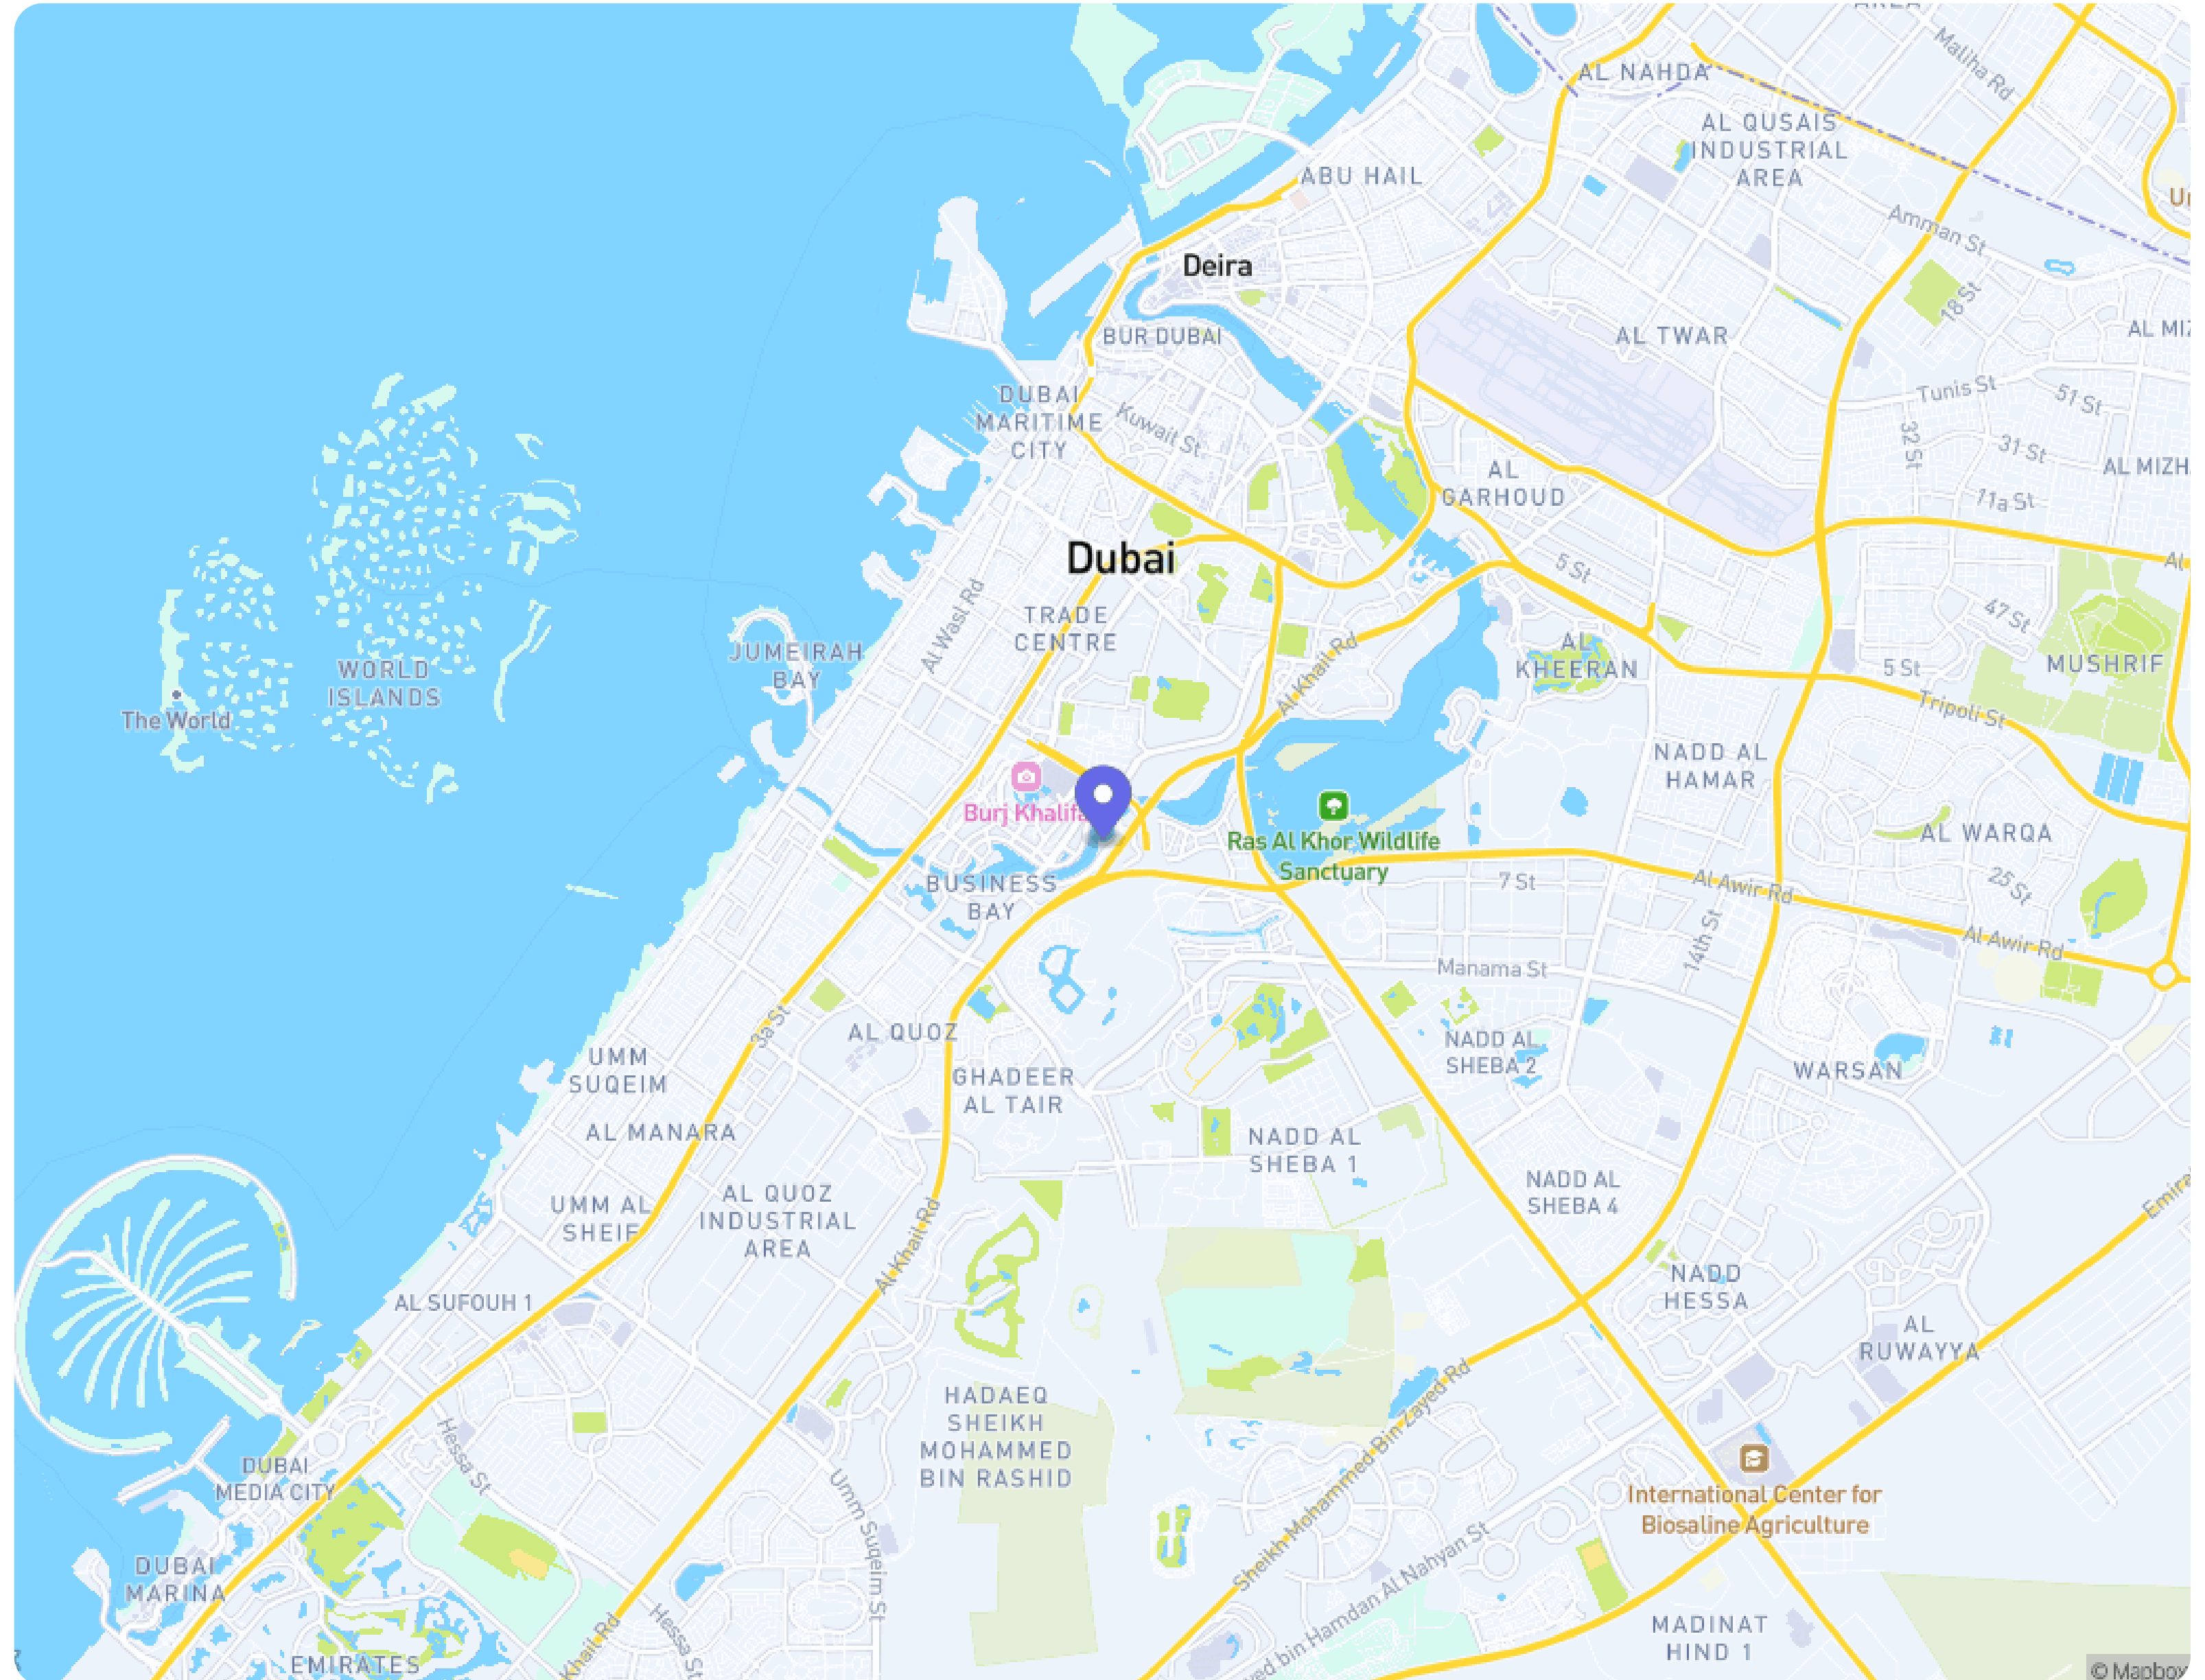 AL NAHDA
Maliha Rd
AL QUSAIS
INDUSTRIAL
AREA
ABU HAIL
Amman St
Deira
18 St
BUR DUBAI
AL TWAR
DUBAI
MARITIME
CITY
Kuwait St
Tunis St
51 St
32 St
31 St
AL MIZH
AL
GARHOUD
11a St
Dubai
5 St
Al Wasl Rd
TRADE
CENTRE
47 St
JUMEIRAH
BAY
WORLD
ISLANDS
The World
Al Khail Rd
AL
KHEERAN
5 St
MUSHRIF
Tripoli St
NADD AL
HAMAR
Burj Khalifa
Ras Al Khor Wildlife
Sanctuary
AL WARQA
BUSINESS
BAY
7 St
Al Awir Rd
25 St
14th St
Al Awir Rd
Manama St
3a St
AL QUOZ
NADD AL
SHEBA 2
UMM
SUQEIM
GHADEER
AL TAIR
WARSAN
AL MANARA
NADD AL
SHEBA 1
UMM AL
SHEIF
AL QUOZ
INDUSTRIAL
AREA
NADD AL
SHEBA 4
Al Khail Rd
NADD
HESSA
AL SUFOUH 1
AL
RUWAYYA
HADAEQ
SHEIKH
MOHAMMED
BIN RASHID
Sheikh Mohammed Bin Zayed Rd
Hessa St
DUBAI
MEDIA CITY
Umm Suqeim St
International Center for
Biosaline Agriculture
DUBAI
MARINA
yed bin Hamdan Al Nahyan St
Hessa St
Khail Rd
MADINAT
HIND 1
EMIRATES
© Mapbox